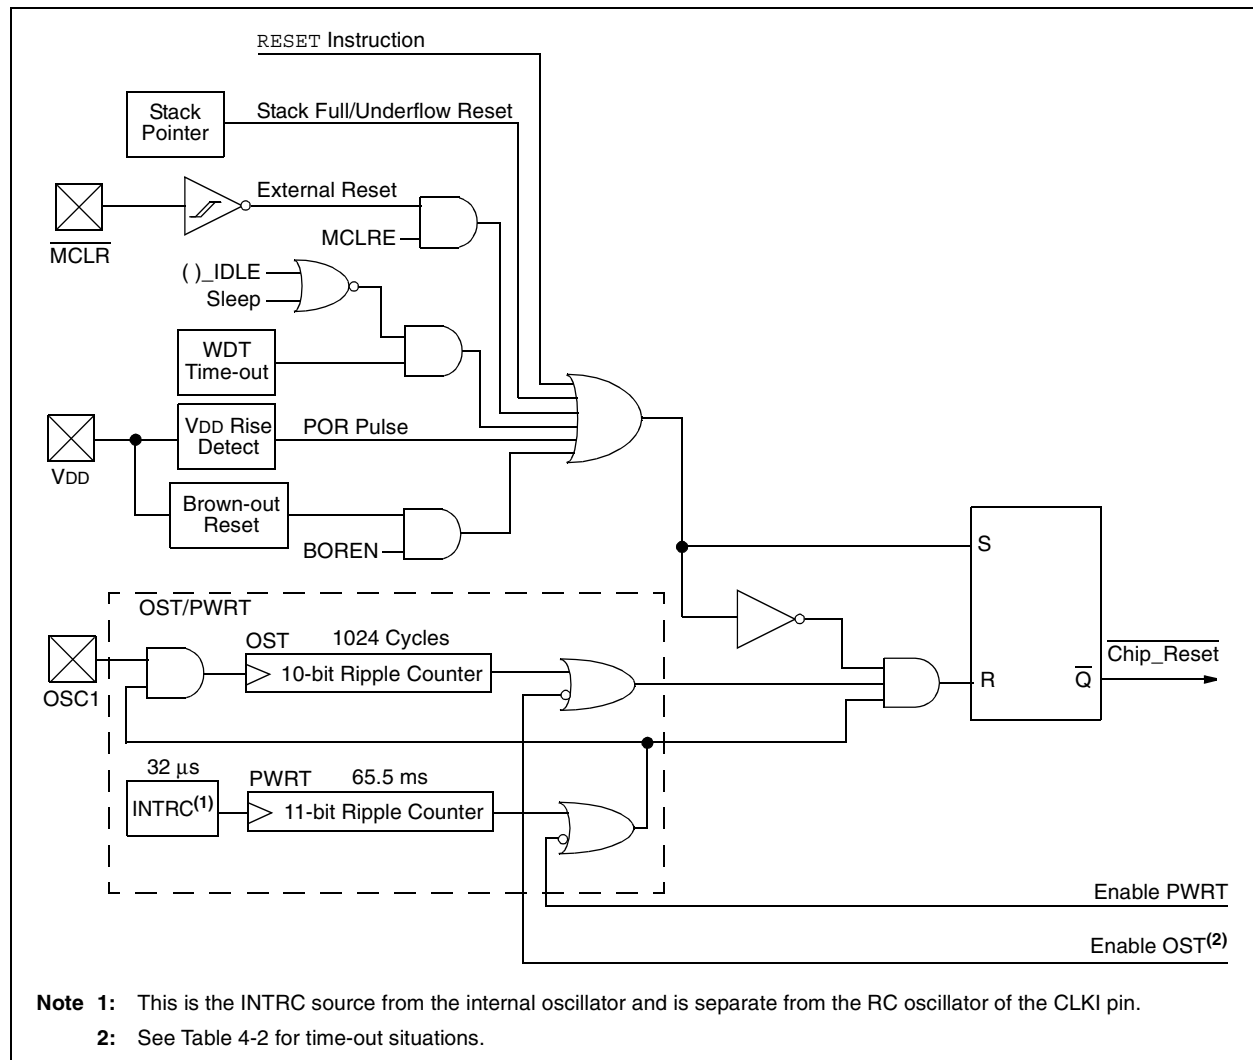 RESET Instruction
Stack
Pointer
Stack Full/Underflow Reset
External Reset
MCLR
MCLRE
( )_IDLE
Sleep
WDT
Time-out
VDD Rise
Detect
POR Pulse
VDD
Brown-out
Reset
BOREN
S
OST/PWRT
OST
1024 Cycles
10-bit Ripple Counter
OSC1
R
Q
Chip_Reset
32 μs
INTRC(1)
PWRT
65.5 ms
11-bit Ripple Counter
Enable PWRT
Enable OST(2)
Note 1: This is the INTRC source from the internal oscillator and is separate from the RC oscillator of the CLKI pin.
2: See Table 4-2 for time-out situations.